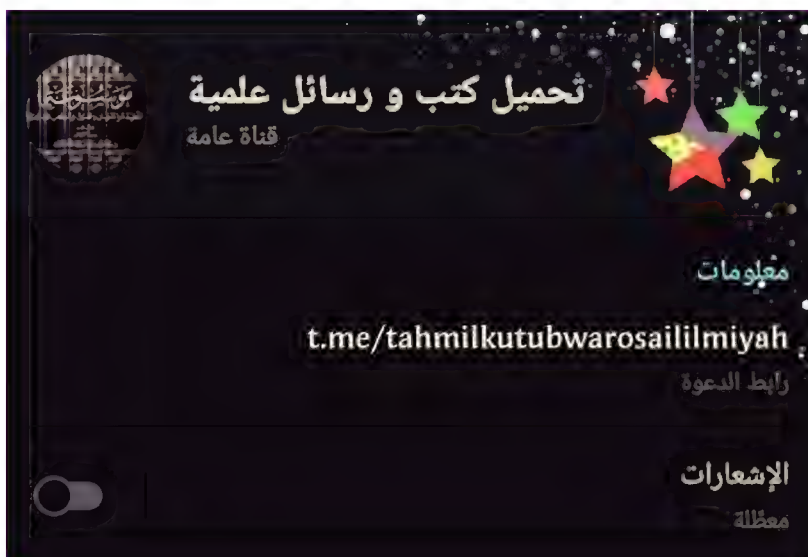 تحميل كتب و رسائل علمية
قناة عامة
معلومات
t.me/tahmilkutubwarosaililmiyah
رابط الدعوة
الإشعارات
معطلة